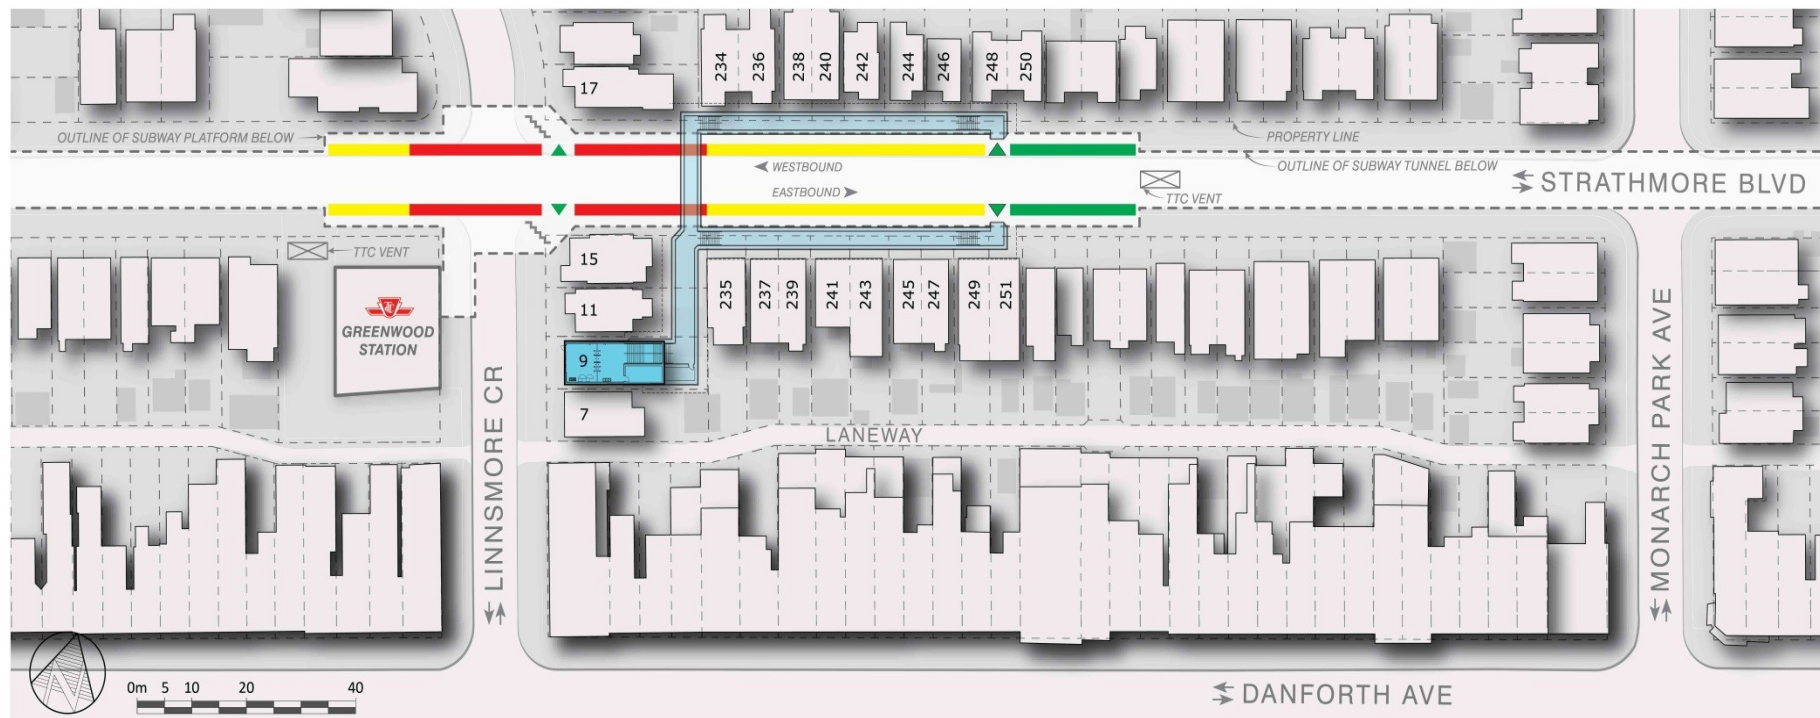 234
236
238
240
242
244
246
248
250
17
OUTLINE OF SUBWAY PLATFORM BELOW
PROPERTY LINE
WESTBOUND
OUTLINE OF SUBWAY TUNNEL BELOW
EASTBOUND
STRATHMORE BLVD
TTC VENT
TTC VENT
15
GREENWOOD
STATION
11
235
237
239
241
243
245
247
249
251
9
7
LINNSMORE CR
MONARCH PARK AVE
LANEWAY
N
0m 5 10 20 40
DANFORTH AVE